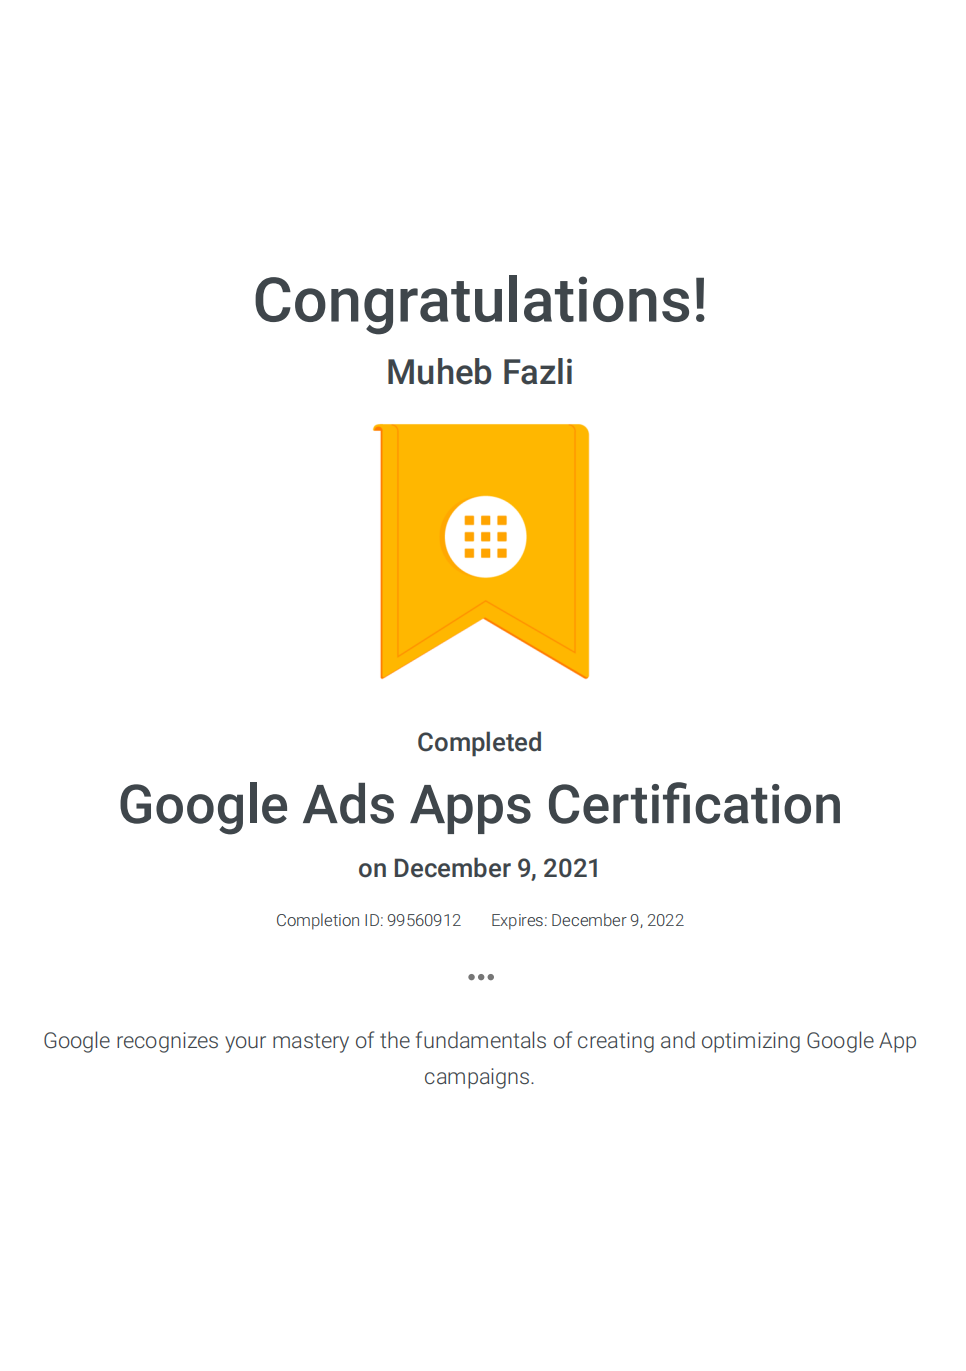 Congratulations!
Muheb Fazli
Completed
Google Ads Apps Certification
on December 9, 2021
Completion ID: 99560912 Expires: December 9, 2022
•••
Google recognizes your mastery of the fundamentals of creating and optimizing Google App
campaigns.